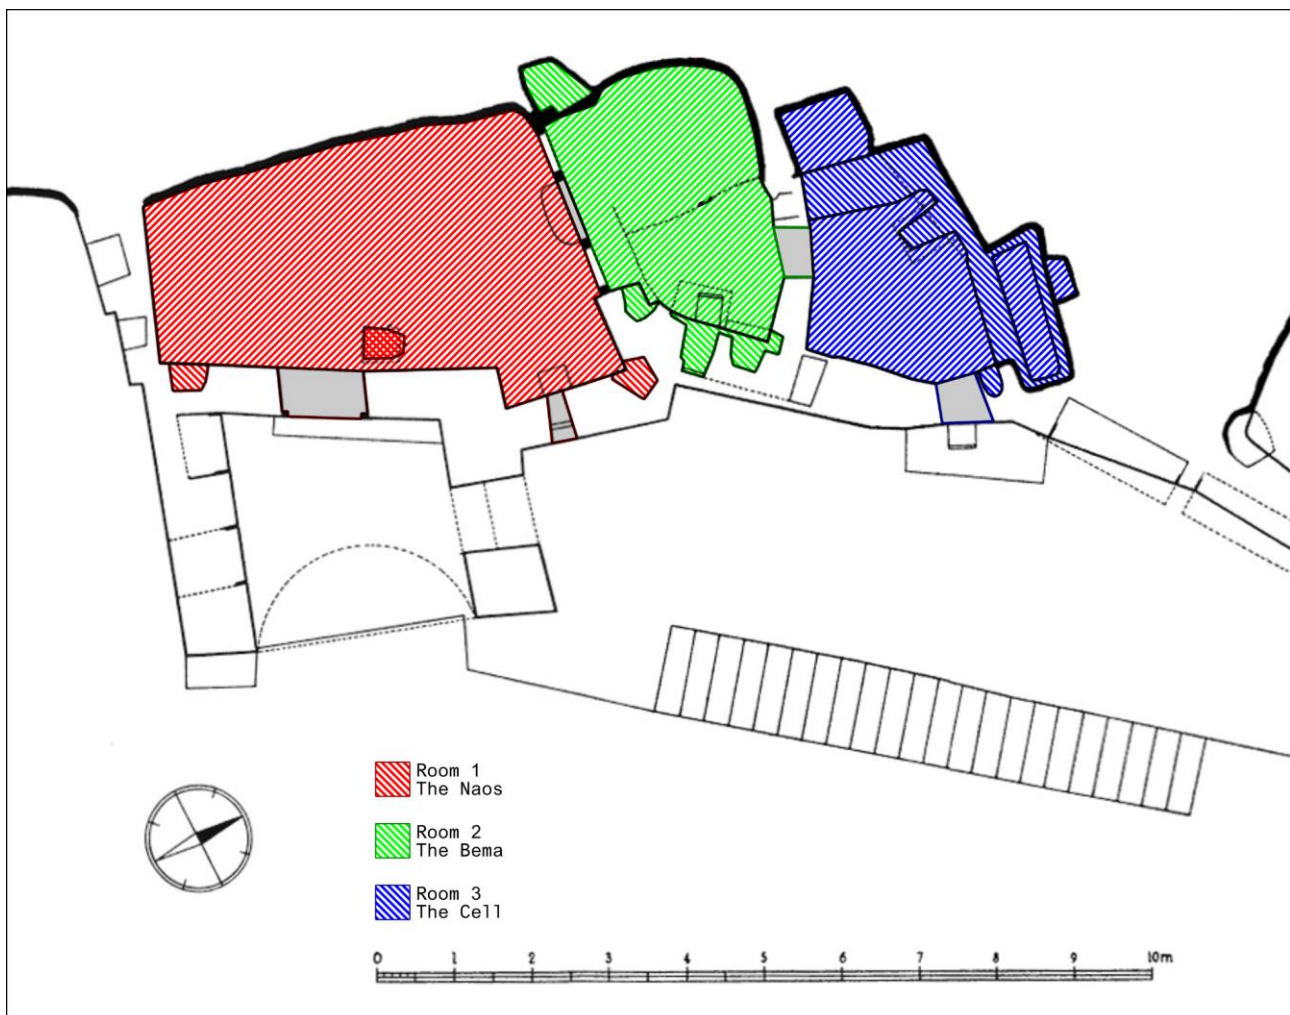 Room 1
The Naos
Room 2
The Bema
Room 3
The Cell
0 1 2 3 4 5 6 7 8 9 10m